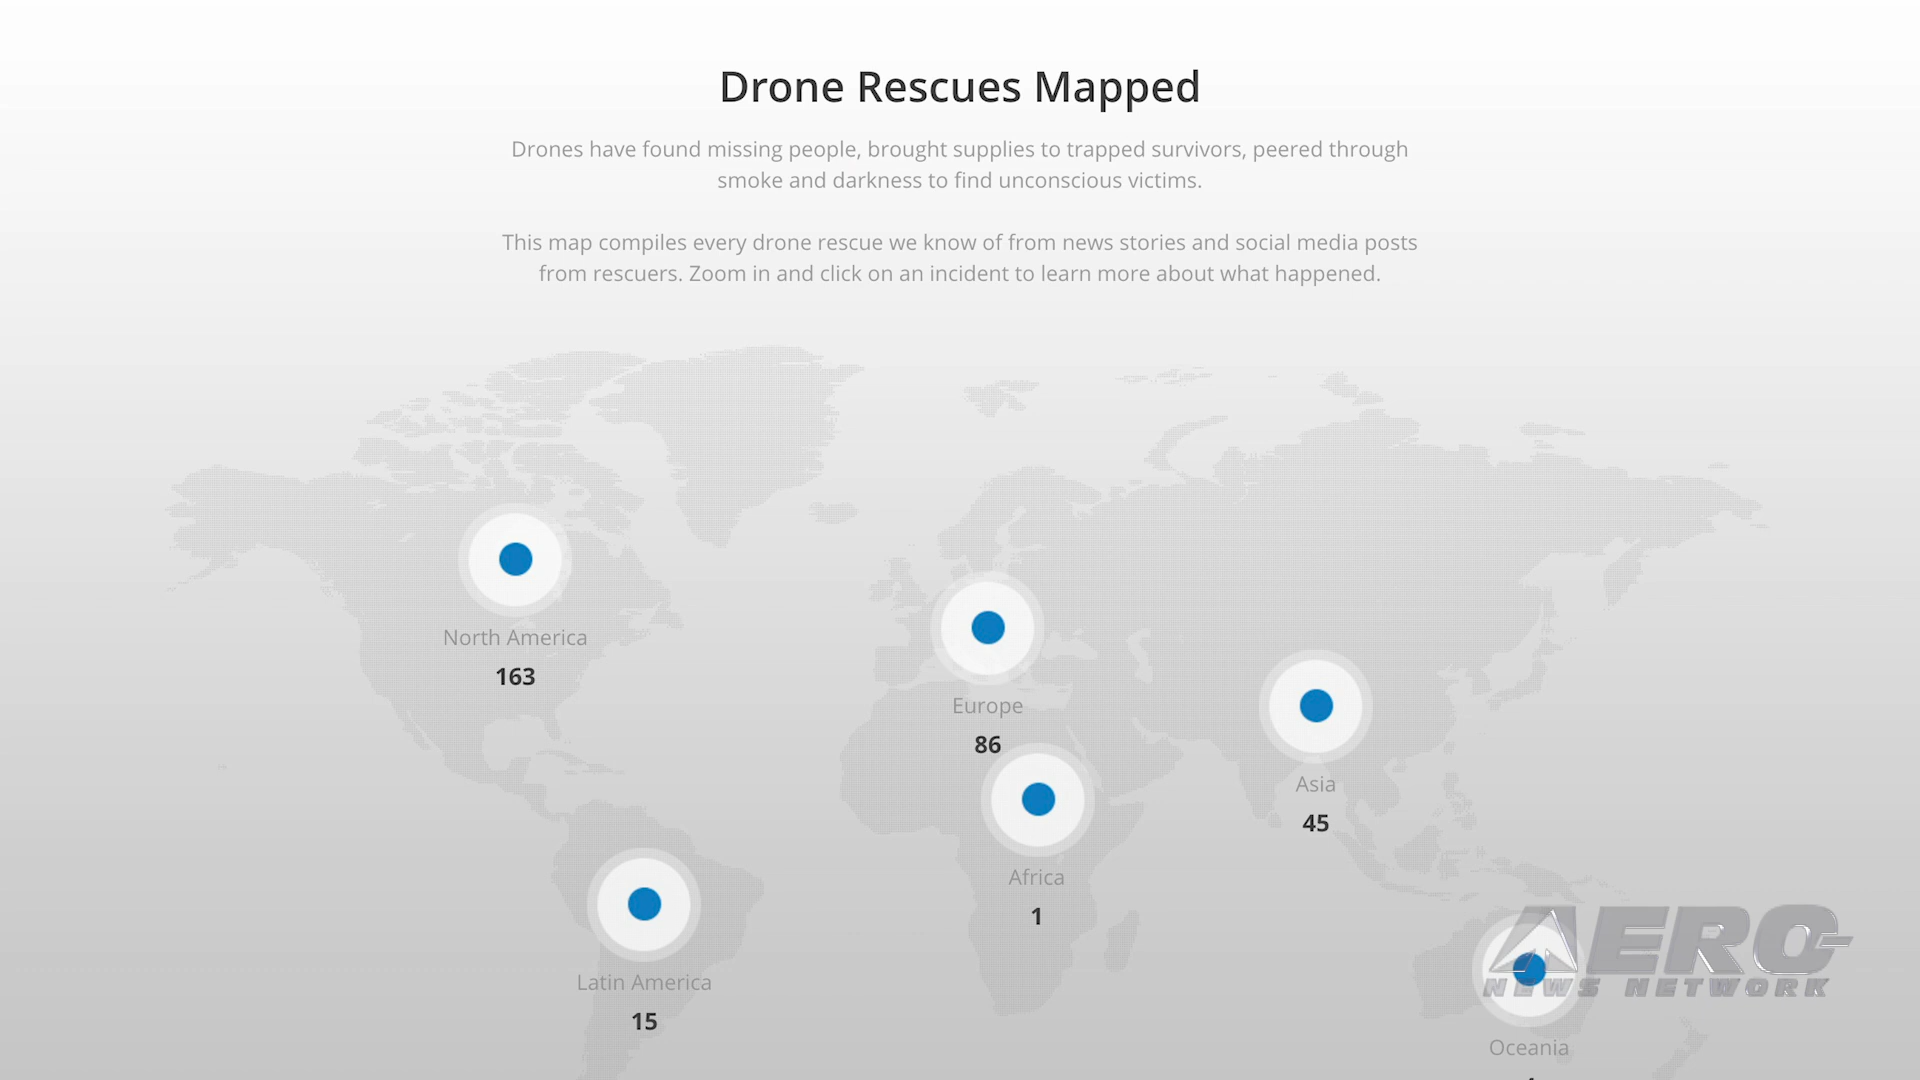 Drone Rescues Mapped
Drones have found missing people, brought supplies to trapped survivors, peered through
smoke and darkness to find unconscious victims.
This map compiles every drone rescue we know of from news stories and social media posts
from rescuers. Zoom in and click on an incident to learn more about what happened.
North America
163
Europe
86
Asia
45
Africa
1
Latin America
15
AERO-
NEWS NETWORK
Oceania